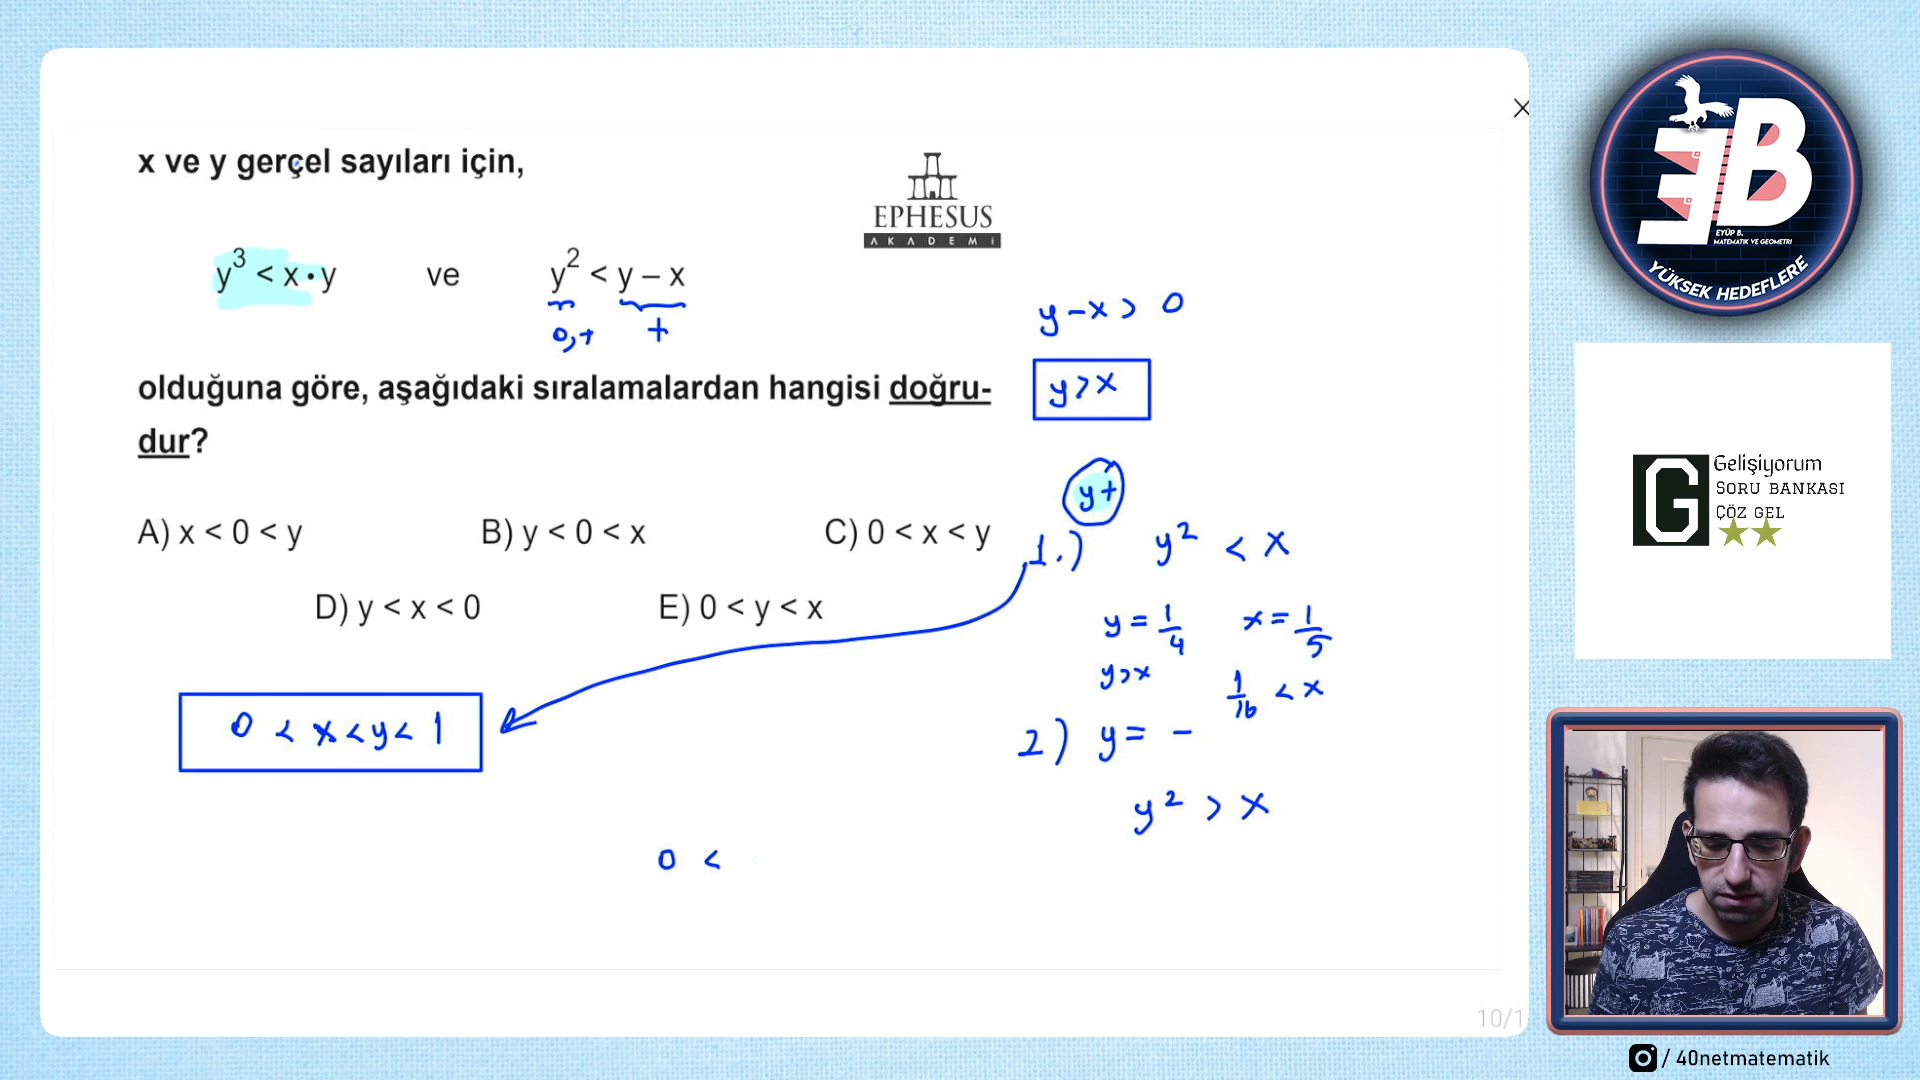 x ve y gerçel sayıları için,
EPHESUS
AKADEMİ
y³ < x · y ve y² < y – x
0,+ +
y - x > 0
y > x
olduğuna göre, aşağıdaki sıralamalardan hangisi doğru-
dur?
A) x < 0 < y B) y < 0 < x C) 0 < x < y
D) y < x < 0 E) 0 < y < x
y+
1.) y² < x
y = 1/4 x = 1/5
y > x
1/16 < x
0 < x < y < 1
2) y = -
y² > x
0 <
10/1
EB
EYÜP B.
MATEMATİK VE GEOMETRİ
YÜKSEK HEDEFLERE
G
Gelişiyorum
SORU BANKASI
ÇÖZ GEL
/ 40netmatematik